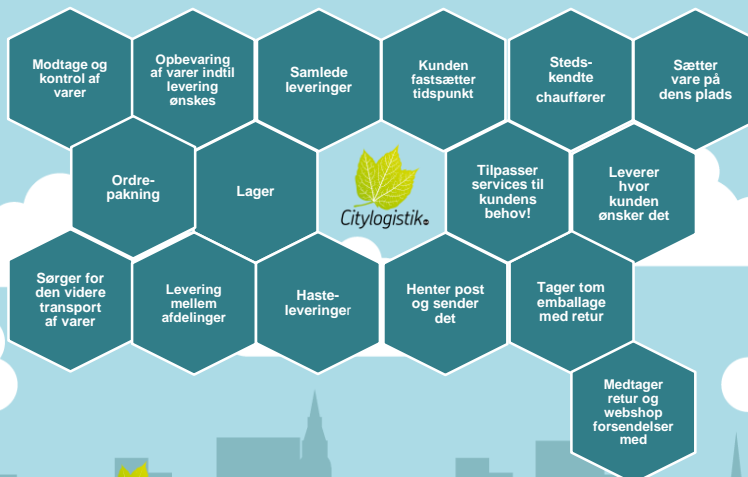 Modtage og
kontrol af
varer
Opbevaring
af varer indtil
levering
ønskes
Samlede
leveringer
Kunden
fastsætter
tidspunkt
Steds-
kendte
chauffører
Sætter
vare på
dens plads
Ordre-
pakning
Lager
Citylogistik
Tilpasser
services til
kundens
behov!
Leverer
hvor
kunden
ønsker det
Sørger for
den videre
transport
af varer
Levering
mellem
afdelinger
Haste-
leveringer
Henter post
og sender
det
Tager tom
emballage
med retur
Medtager
retur og
webshop
forsendelser
med